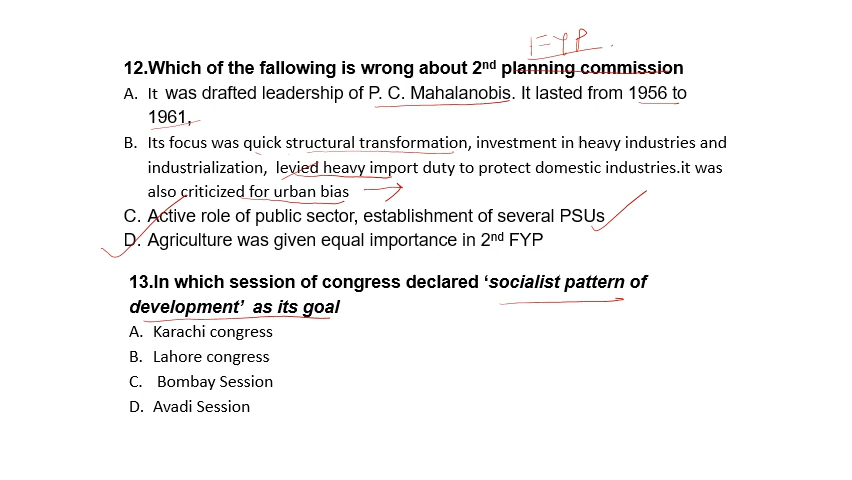 FYP.
12.Which of the fallowing is wrong about 2nd planning commission
A. It was drafted leadership of P. C. Mahalanobis. It lasted from 1956 to
1961,
B. Its focus was quick structural transformation, investment in heavy industries and
industrialization, levied heavy import duty to protect domestic industries.it was
also criticized for urban bias
C. Active role of public sector, establishment of several PSUs
D. Agriculture was given equal importance in 2nd FYP
13.In which session of congress declared ‘socialist pattern of
development’ as its goal
A. Karachi congress
B. Lahore congress
C. Bombay Session
D. Avadi Session